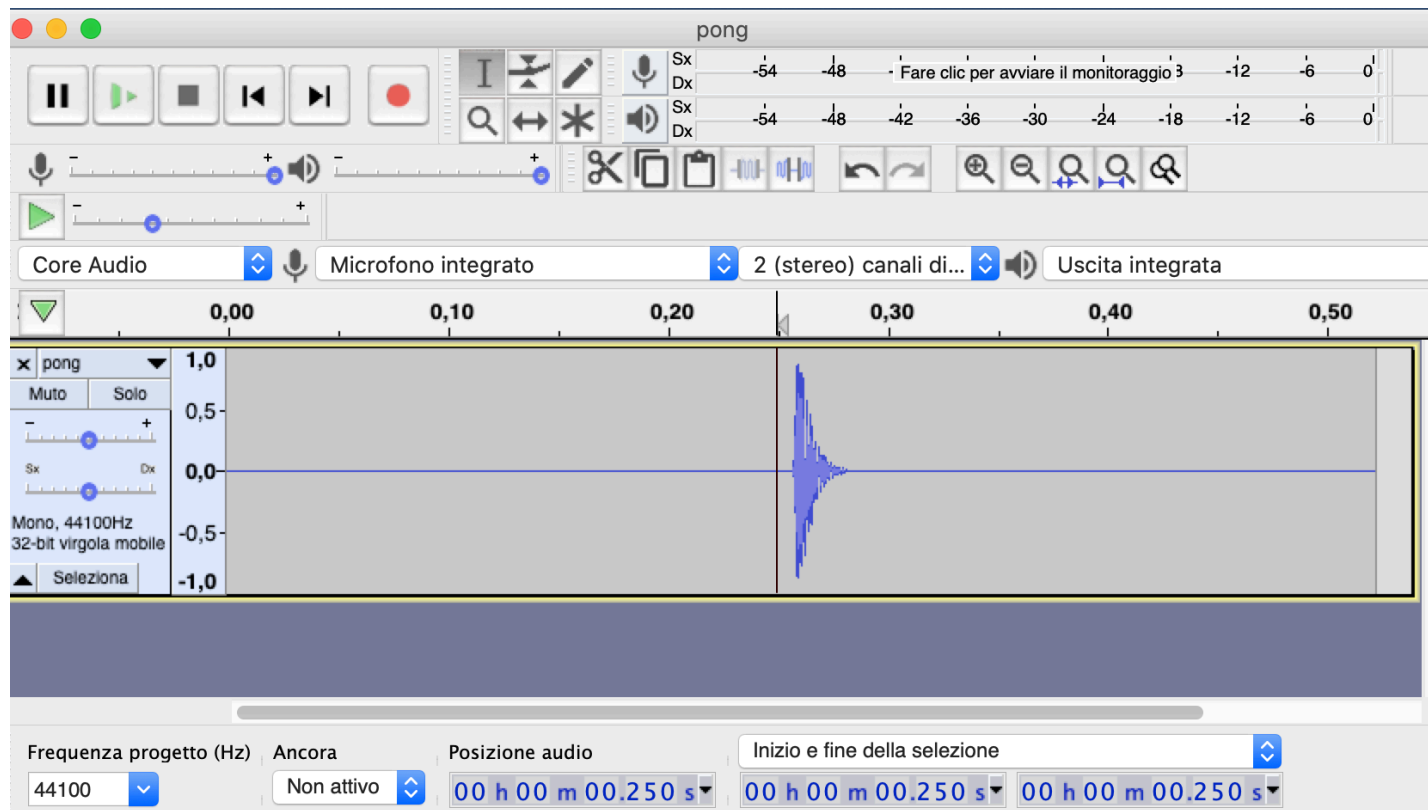 pong
Sx
Dx
-54 -48 - Fare clic per avviare il monitoraggio 3 -12 -6 0
Sx
Dx
-54 -48 -42 -36 -30 -24 -18 -12 -6 0
- +
- +
- +
Core Audio
Microfono integrato
2 (stereo) canali di...
Uscita integrata
0,00 0,10 0,20 0,30 0,40 0,50
x pong
Muto Solo
- +
Sx Dx
Mono, 44100Hz
32-bit virgola mobile
Seleziona
1,0
0,5-
0,0-
-0,5-
-1,0
Frequenza progetto (Hz)
44100
Ancora
Non attivo
Posizione audio
00 h 00 m 00.250 s
Inizio e fine della selezione
00 h 00 m 00.250 s 00 h 00 m 00.250 s